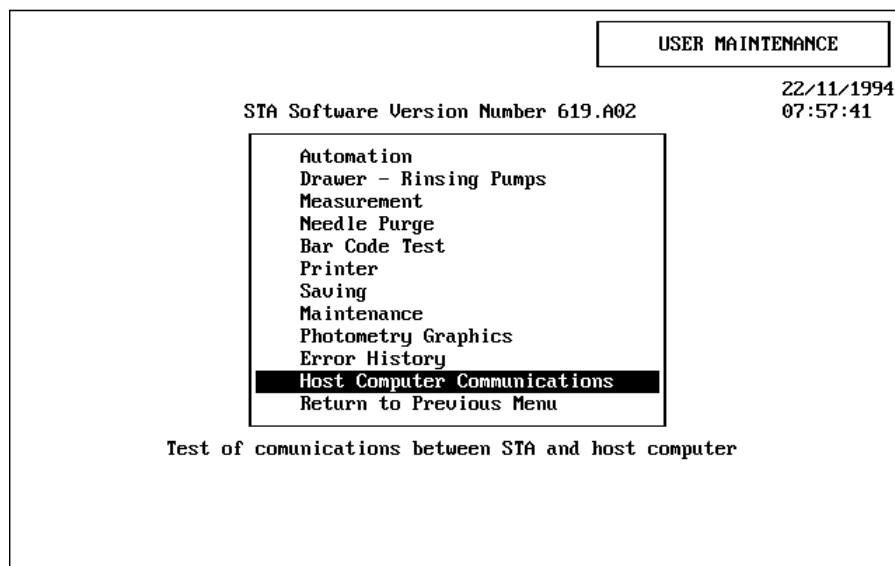 USER MAINTENANCE
22/11/1994
STA Software Version Number 619.A02
07:57:41
Automation
Drawer - Rinsing Pumps
Measurement
Needle Purge
Bar Code Test
Printer
Saving
Maintenance
Photometry Graphics
Error History
Host Computer Communications
Return to Previous Menu
Test of comunications between STA and host computer